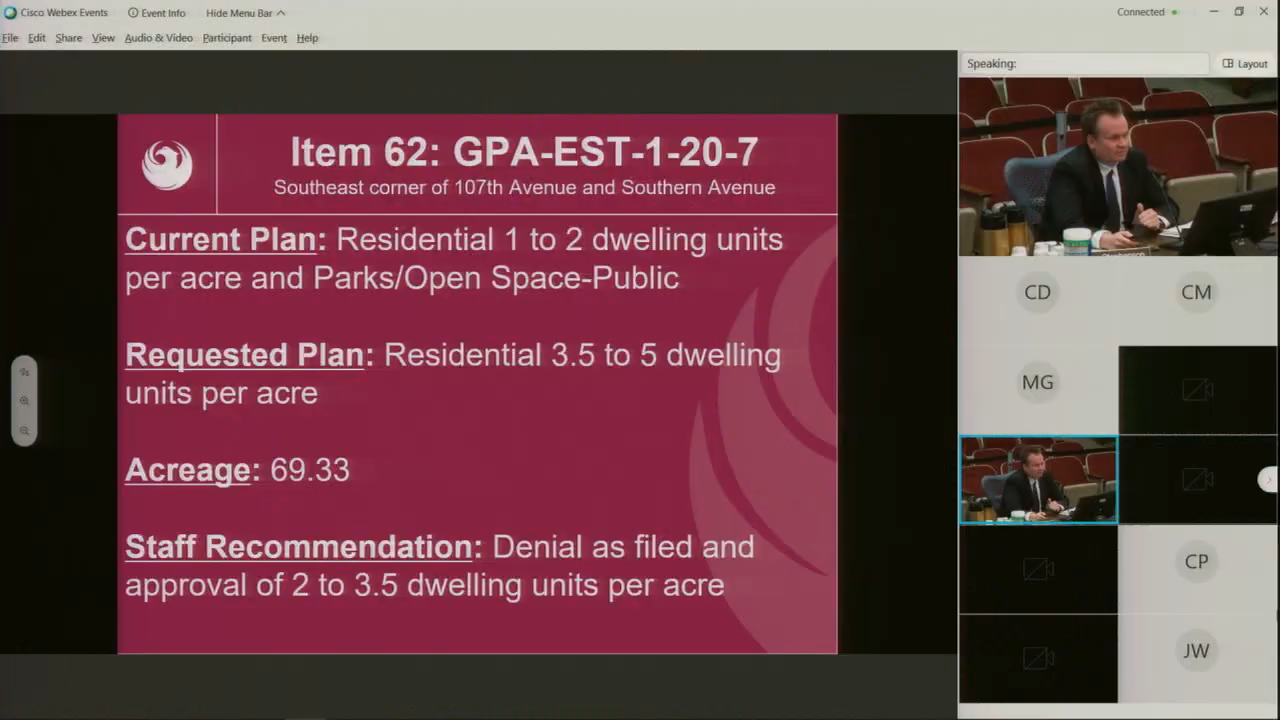 Cisco Webex Events
Event Info
Hide Menu Bar
Connected
File Edit Share View Audio & Video Participant Event Help
Speaking:
Layout
Item 62: GPA-EST-1-20-7
Southeast corner of 107th Avenue and Southern Avenue
Current Plan: Residential 1 to 2 dwelling units
per acre and Parks/Open Space-Public
Requested Plan: Residential 3.5 to 5 dwelling
units per acre
Acreage: 69.33
Staff Recommendation: Denial as filed and
approval of 2 to 3.5 dwelling units per acre
CD
CM
MG
CP
JW